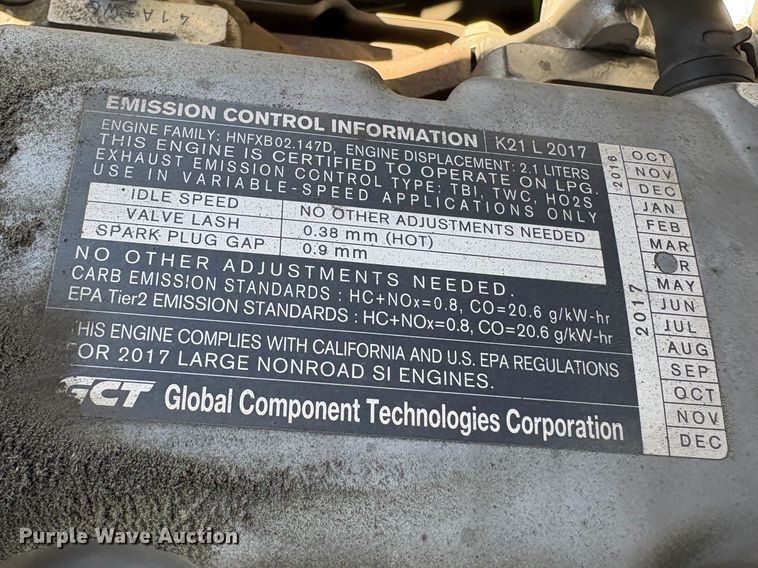 41A
EMISSION CONTROL INFORMATION K21 L 2017
ENGINE FAMILY: HNFXB02.147D, ENGINE DISPLACEMENT: 2.1 LITERS
THIS ENGINE IS CERTIFIED TO OPERATE ON LPG.
EXHAUST EMISSION CONTROL TYPE: TBI, TWC, HO2S
USE IN VARIABLE-SPEED APPLICATIONS ONLY
IDLE SPEED NO OTHER ADJUSTMENTS NEEDED
VALVE LASH 0.38 mm (HOT)
SPARK PLUG GAP 0.9 mm
NO OTHER ADJUSTMENTS NEEDED.
CARB EMISSION STANDARDS : HC+NOx=0.8, CO=20.6 g/kW-hr
EPA Tier2 EMISSION STANDARDS : HC+NOx=0.8, CO=20.6 g/kW-hr
THIS ENGINE COMPLIES WITH CALIFORNIA AND U.S. EPA REGULATIONS
FOR 2017 LARGE NONROAD SI ENGINES.
GCT Global Component Technologies Corporation
2016
OCT
NOV
DEC
2017
JAN
FEB
MAR
MAY
JUN
JUL
AUG
SEP
OCT
NOV
DEC
Purple Wave Auction